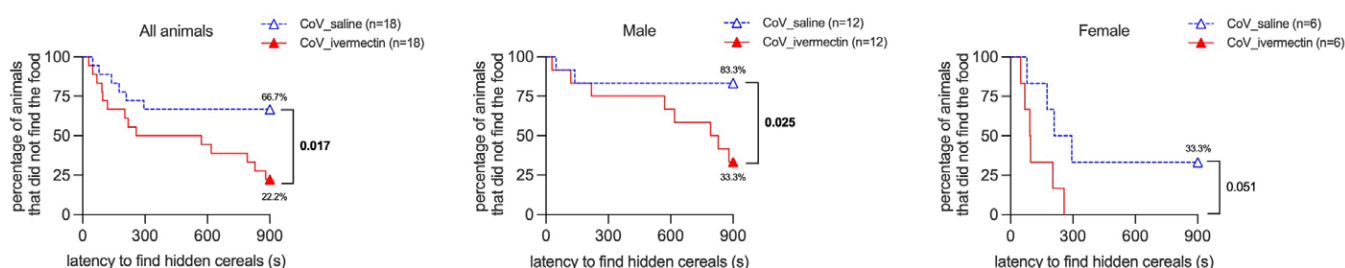 All animals
CoV_saline (n=18)
CoV_ivermectin (n=18)
percentage of animals
that did not find the food
100
75
50
25
0
66.7%
0.017
22.2%
0 300 600 900
latency to find hidden cereals (s)
Male
CoV_saline (n=12)
CoV_ivermectin (n=12)
percentage of animals
that did not find the food
100
75
50
25
0
83.3%
0.025
33.3%
0 300 600 900
latency to find hidden cereals (s)
Female
CoV_saline (n=6)
CoV_ivermectin (n=6)
percentage of animals
that did not find the food
100
75
50
25
0
33.3%
0.051
0 300 600 900
latency to find hidden cereals (s)